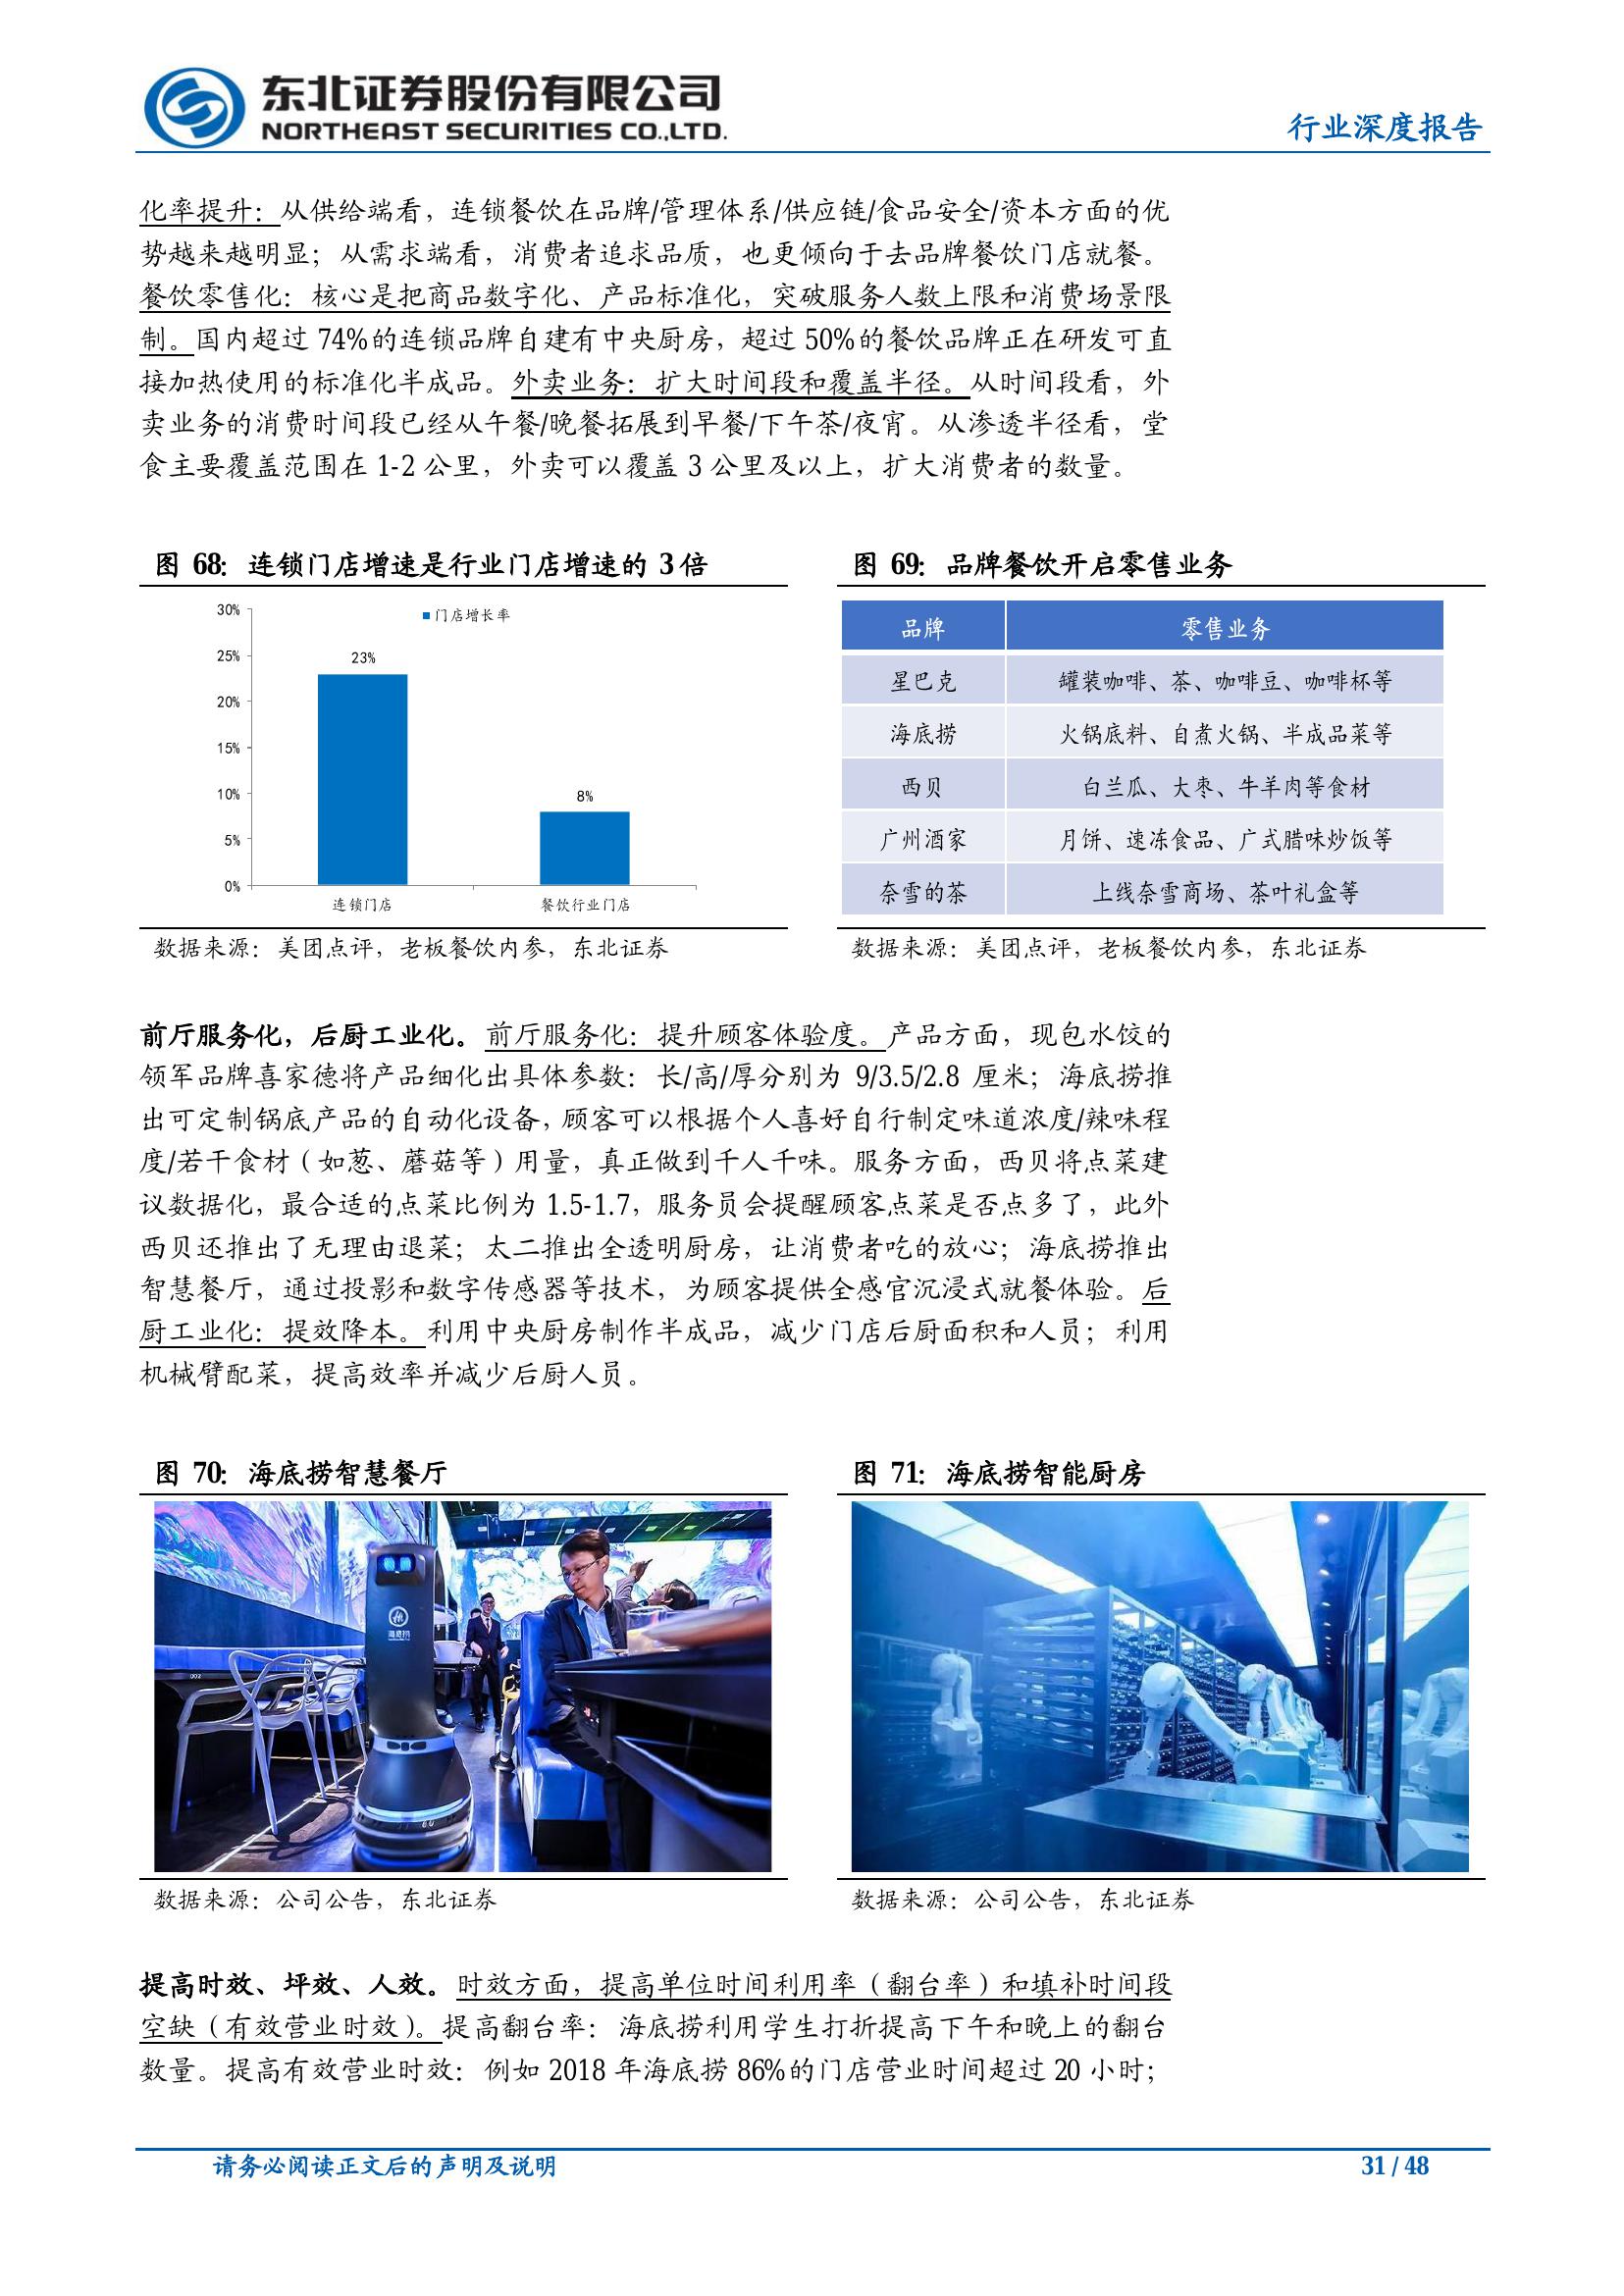 东北证券股份有限公司
NORTHEAST SECURITIES CO.,LTD.
行业深度报告
化率提升：从供给端看，连锁餐饮在品牌/管理体系/供应链/食品安全/资本方面的优
势越来越明显；从需求端看，消费者追求品质，也更倾向于去品牌餐饮门店就餐。
餐饮零售化：核心是把商品数字化、产品标准化，突破服务人数上限和消费场景限
制。国内超过 74%的连锁品牌自建有中央厨房，超过 50%的餐饮品牌正在研发可直
接加热使用的标准化半成品。外卖业务：扩大时间段和覆盖半径。从时间段看，外
卖业务的消费时间段已经从午餐/晚餐拓展到早餐/下午茶/夜宵。从渗透半径看，堂
食主要覆盖范围在 1-2 公里，外卖可以覆盖 3 公里及以上，扩大消费者的数量。
图 68：连锁门店增速是行业门店增速的 3 倍
门店增长率
30%
25%
20%
15%
10%
5%
0%
23%
8%
连锁门店
餐饮行业门店
数据来源：美团点评，老板餐饮内参，东北证券
图 69：品牌餐饮开启零售业务
品牌 零售业务
星巴克 罐装咖啡、茶、咖啡豆、咖啡杯等
海底捞 火锅底料、自煮火锅、半成品菜等
西贝 白兰瓜、大枣、牛羊肉等食材
广州酒家 月饼、速冻食品、广式腊味炒饭等
奈雪的茶 上线奈雪商场、茶叶礼盒等
数据来源：美团点评，老板餐饮内参，东北证券
前厅服务化，后厨工业化。前厅服务化：提升顾客体验度。产品方面，现包水饺的
领军品牌喜家德将产品细化出具体参数：长/高/厚分别为 9/3.5/2.8 厘米；海底捞推
出可定制锅底产品的自动化设备，顾客可以根据个人喜好自行制定味道浓度/辣味程
度/若干食材（如葱、蘑菇等）用量，真正做到千人千味。服务方面，西贝将点菜建
议数据化，最合适的点菜比例为 1.5-1.7，服务员会提醒顾客点菜是否点多了，此外
西贝还推出了无理由退菜；太二推出全透明厨房，让消费者吃的放心；海底捞推出
智慧餐厅，通过投影和数字传感器等技术，为顾客提供全感官沉浸式就餐体验。后
厨工业化：提效降本。利用中央厨房制作半成品，减少门店后厨面积和人员；利用
机械臂配菜，提高效率并减少后厨人员。
图 70：海底捞智慧餐厅
海底捞
002
数据来源：公司公告，东北证券
图 71：海底捞智能厨房
数据来源：公司公告，东北证券
提高时效、坪效、人效。时效方面，提高单位时间利用率（翻台率）和填补时间段
空缺（有效营业时效）。提高翻台率：海底捞利用学生打折提高下午和晚上的翻台
数量。提高有效营业时效：例如 2018 年海底捞 86%的门店营业时间超过 20 小时；
请务必阅读正文后的声明及说明
31 / 48